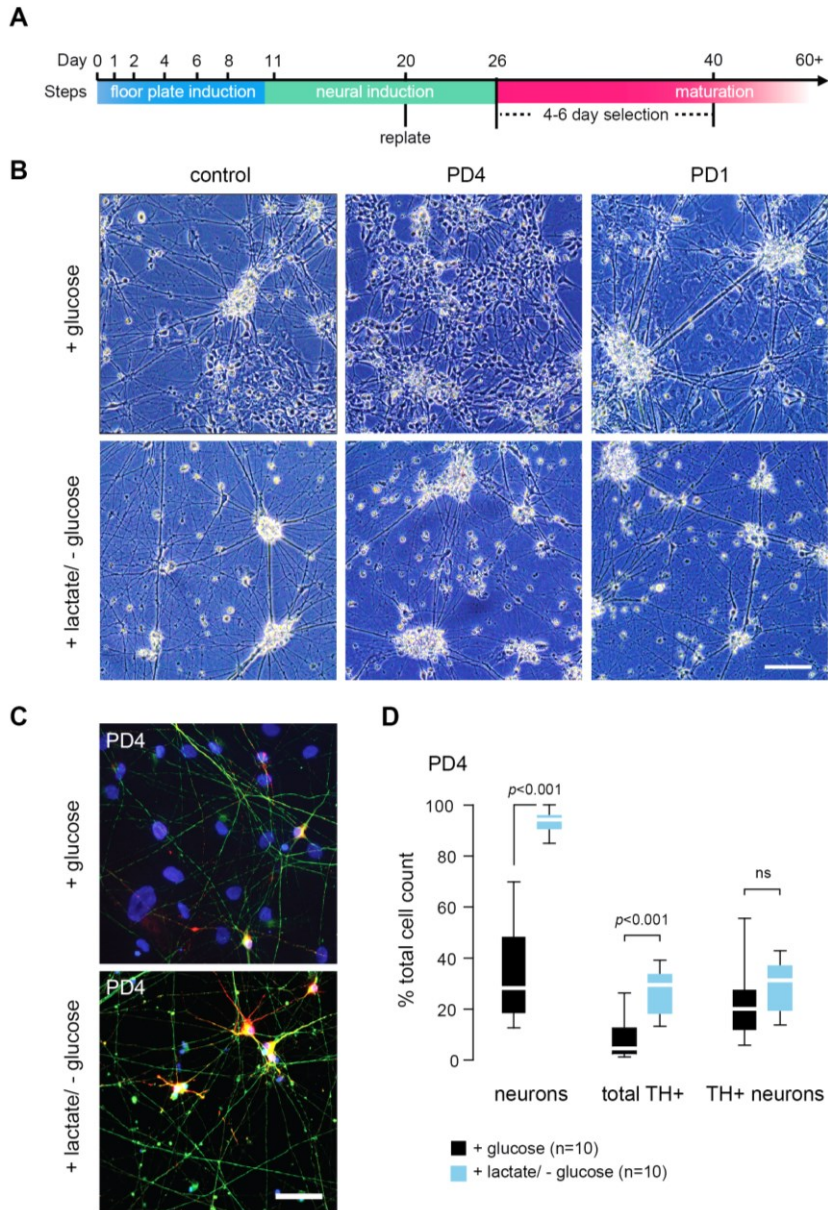 A
Day 0 1 2 4 6 8 11 20 26 40 60+
Steps floor plate induction neural induction maturation
4-6 day selection
replate
B
control PD4 PD1
+ glucose
+ lactate/ - glucose
C
PD4
+ glucose
PD4
+ lactate/ - glucose
D
PD4
% total cell count
100
80
60
40
20
0
p<0.001
p<0.001
ns
neurons total TH+ TH+ neurons
+ glucose (n=10)
+ lactate/ - glucose (n=10)